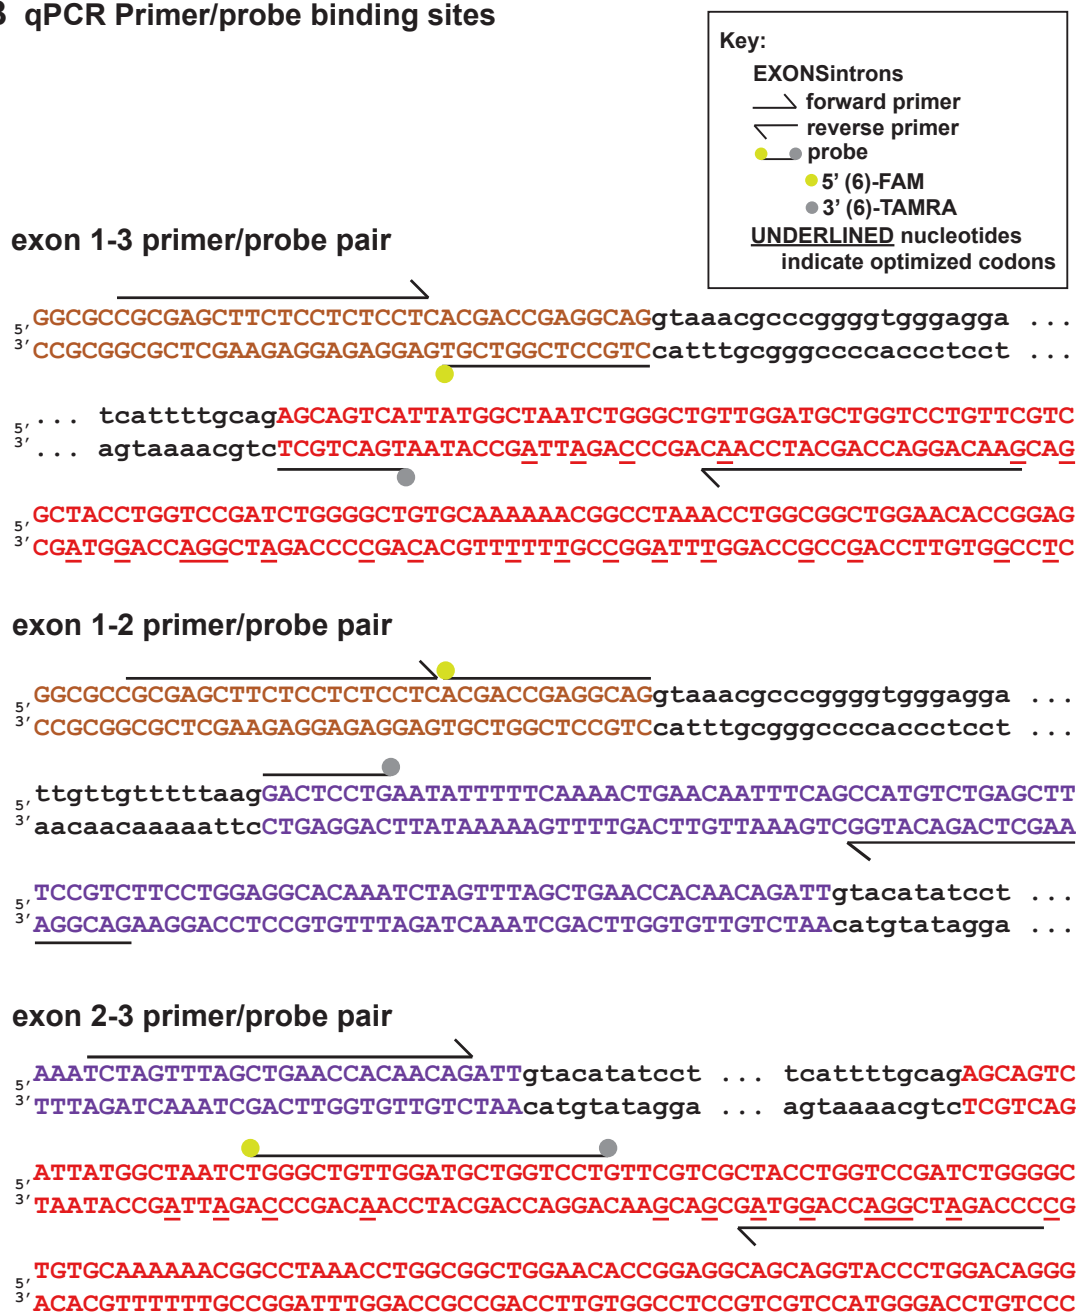 B qPCR Primer/probe binding sites
Key:
EXONSintrons
forward primer
reverse primer
probe
5' (6)-FAM
3' (6)-TAMRA
UNDERLINED nucleotides
indicate optimized codons
exon 1-3 primer/probe pair
5' GGCGCCGCGAGCTTCTCCTCTCCTCACGACCGAGGCAGgtaaacgcccggggtgggagga ...
3' CCGCGGCGCTCGAAGAGGAGAGGAGTGCTGGCTCCGTCcatttgcgggccccaccctcct ...
5' ... tcattttgcagAGCAGTCATTATGGCTAATCTGGGCTGTTGGATGCTGGTCCTGTTCGTC
3' ... agtaaaacgtcTCGTCAGTAATACCGATTAGACCCGACAACCTACGACCAGGACAAGCAG
5' GCTACCTGGTCCGATCTGGGGCTGTGCAAAAAACGGCCTAAACCTGGCGGCTGGAACACCGGAG
3' CGATGGACCAGGCTAGACCCCGACACGTTTTTTGCCGGATTTGGACCGCCGACCTTGTGGCCTC
exon 1-2 primer/probe pair
5' GGCGCCGCGAGCTTCTCCTCTCCTCACGACCGAGGCAGgtaaacgcccggggtgggagga ...
3' CCGCGGCGCTCGAAGAGGAGAGGAGTGCTGGCTCCGTCcatttgcgggccccaccctcct ...
5' ttgttgtttttaagGACTCCTGAATATTTTTCAAAACTGAACAATTTCAGCCATGTCTGAGCTT
3' aacaacaaaaattcCTGAGGACTTATAAAAAGTTTTGACTTGTTAAAGTCGGTACAGACTCGAA
5' TCCGTCTTCCTGGAGGCACAAATCTAGTTTAGCTGAACCACAACAGATTgtacatatcct ...
3' AGGCAGAAGGACCTCCGTGTTTAGATCAAATCGACTTGGTGTTGTCTAAcatgtatagga ...
exon 2-3 primer/probe pair
5' AAATCTAGTTTAGCTGAACCACAACAGATTgtacatatcct ... tcattttgcagAGCAGTC
3' TTTAGATCAAATCGACTTGGTGTTGTCTAAcatgtatagga ... agtaaaacgtcTCGTCAG
5' ATTATGGCTAATCTGGGCTGTTGGATGCTGGTCCTGTTCGTCGCTACCTGGTCCGATCTGGGGC
3' TAATACCGATTAGACCCGACAACCTACGACCAGGACAAGCAGCGATGGACCAGGCTAGACCCCG
5' TGTGCAAAAAACGGCCTAAACCTGGCGGCTGGAACACCGGAGGCAGCAGGTACCCTGGACAGGG
3' ACACGTTTTTTGCCGGATTTGGACCGCCGACCTTGTGGCCTCCGTCGTCCATGGGACCTGTCCC